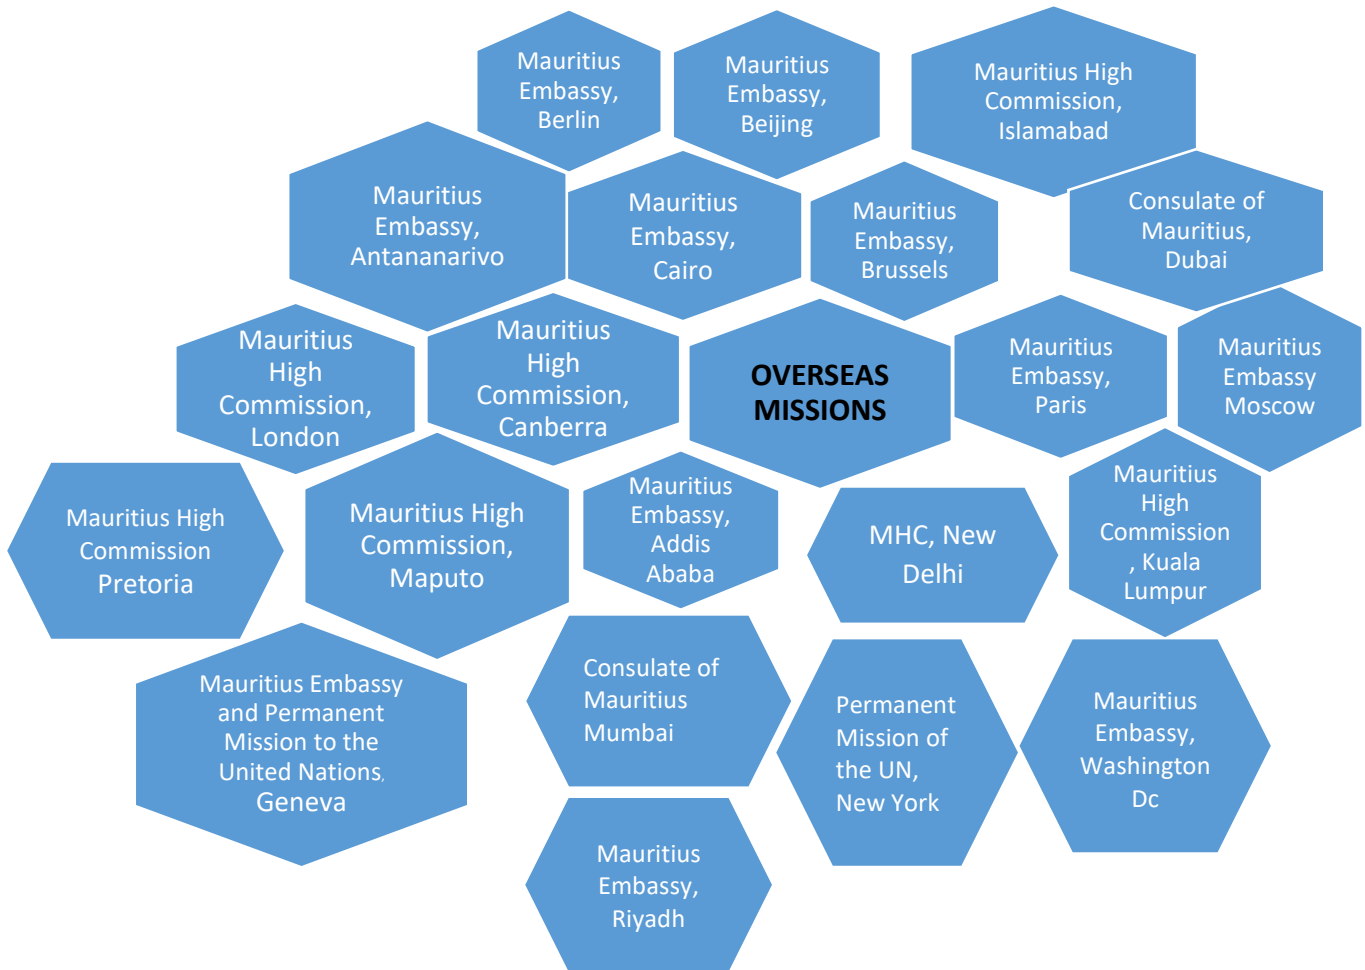 Mauritius
Embassy,
Berlin
Mauritius
Embassy,
Beijing
Mauritius High
Commission,
Islamabad
Mauritius
Embassy,
Antananarivo
Mauritius
Embassy,
Cairo
Mauritius
Embassy,
Brussels
Consulate of
Mauritius,
Dubai
Mauritius
High
Commission,
London
Mauritius
High
Commission,
Canberra
OVERSEAS
MISSIONS
Mauritius
Embassy,
Paris
Mauritius
Embassy
Moscow
Mauritius High
Commission
Pretoria
Mauritius High
Commission,
Maputo
Mauritius
Embassy,
Addis
Ababa
MHC, New
Delhi
Mauritius
High
Commission
, Kuala
Lumpur
Mauritius Embassy
and Permanent
Mission to the
United Nations,
Geneva
Consulate of
Mauritius
Mumbai
Permanent
Mission of
the UN,
New York
Mauritius
Embassy,
Washington
Dc
Mauritius
Embassy,
Riyadh